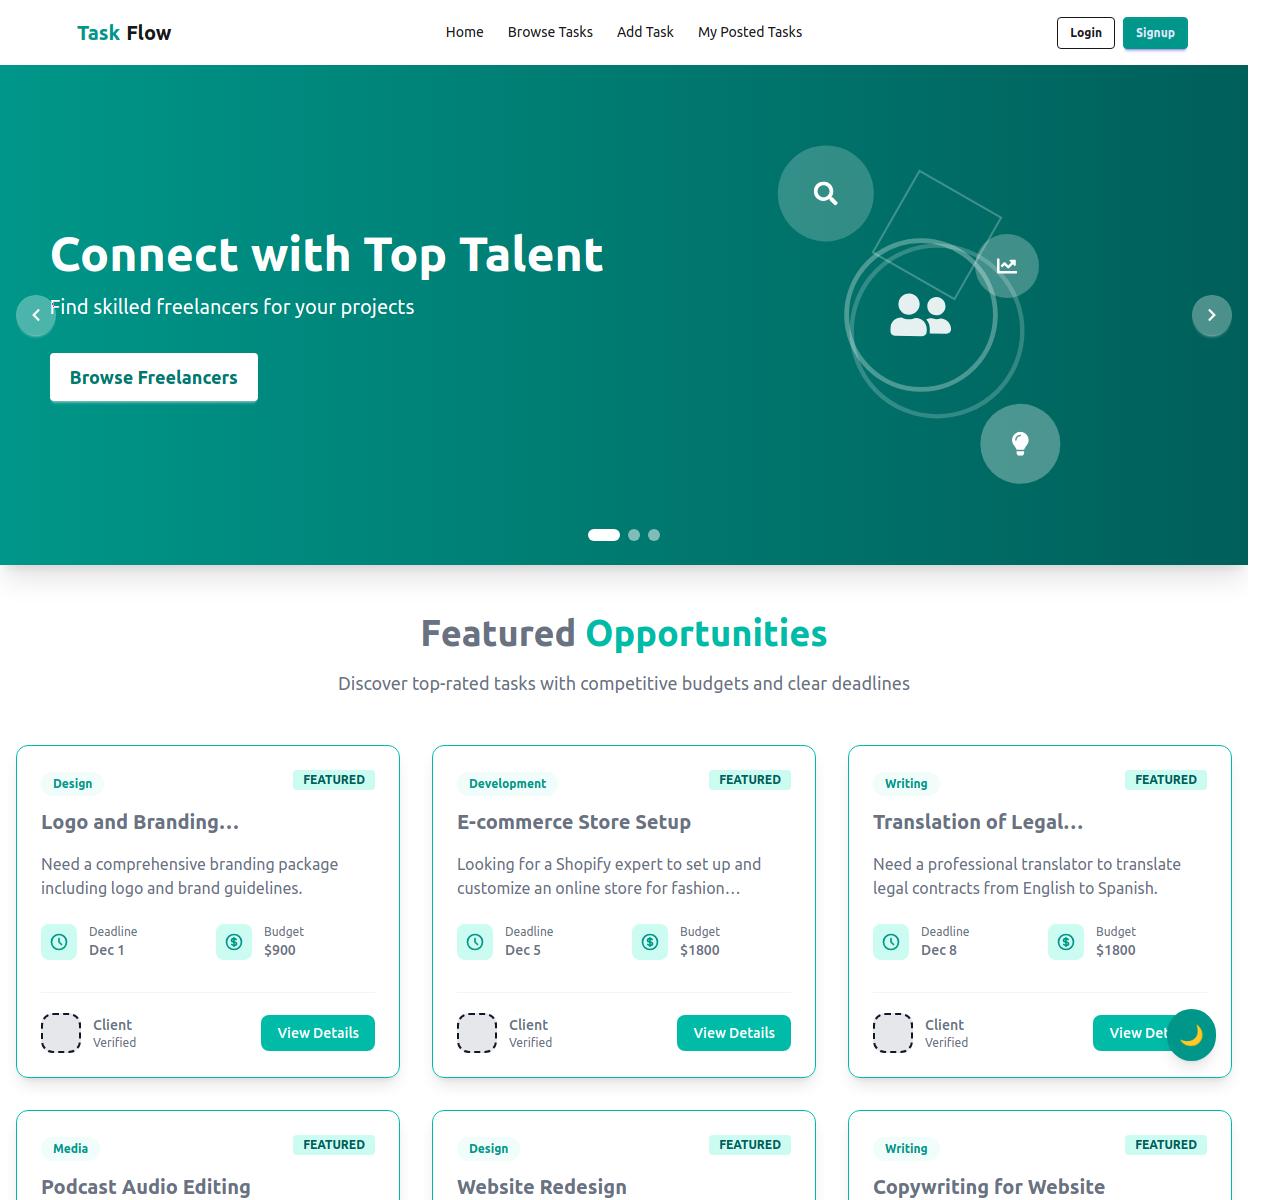 Task Flow
Home Browse Tasks Add Task My Posted Tasks
Login Signup
Connect with Top Talent
Find skilled freelancers for your projects
Browse Freelancers
Featured Opportunities
Discover top-rated tasks with competitive budgets and clear deadlines
Design FEATURED
Logo and Branding...
Need a comprehensive branding package
including logo and brand guidelines.
Deadline
Dec 1
Budget
$900
Client
Verified
View Details
Development FEATURED
E-commerce Store Setup
Looking for a Shopify expert to set up and
customize an online store for fashion...
Deadline
Dec 5
Budget
$1800
Client
Verified
View Details
Writing FEATURED
Translation of Legal...
Need a professional translator to translate
legal contracts from English to Spanish.
Deadline
Dec 8
Budget
$1800
Client
Verified
View Det
Media FEATURED
Podcast Audio Editing
Design FEATURED
Website Redesign
Writing FEATURED
Copywriting for Website